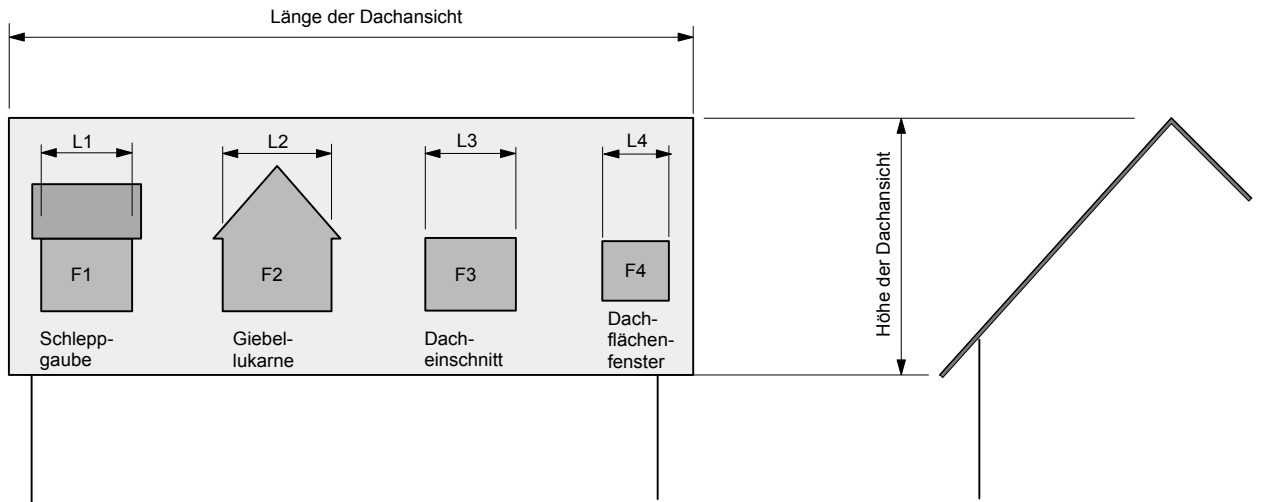 Länge der Dachansicht
L1
L2
L3
L4
F1
F2
F3
F4
Schlepp-
gaube
Giebel-
lukarne
Dach-
einschnitt
Dach-
flächen-
fenster
Höhe der Dachansicht